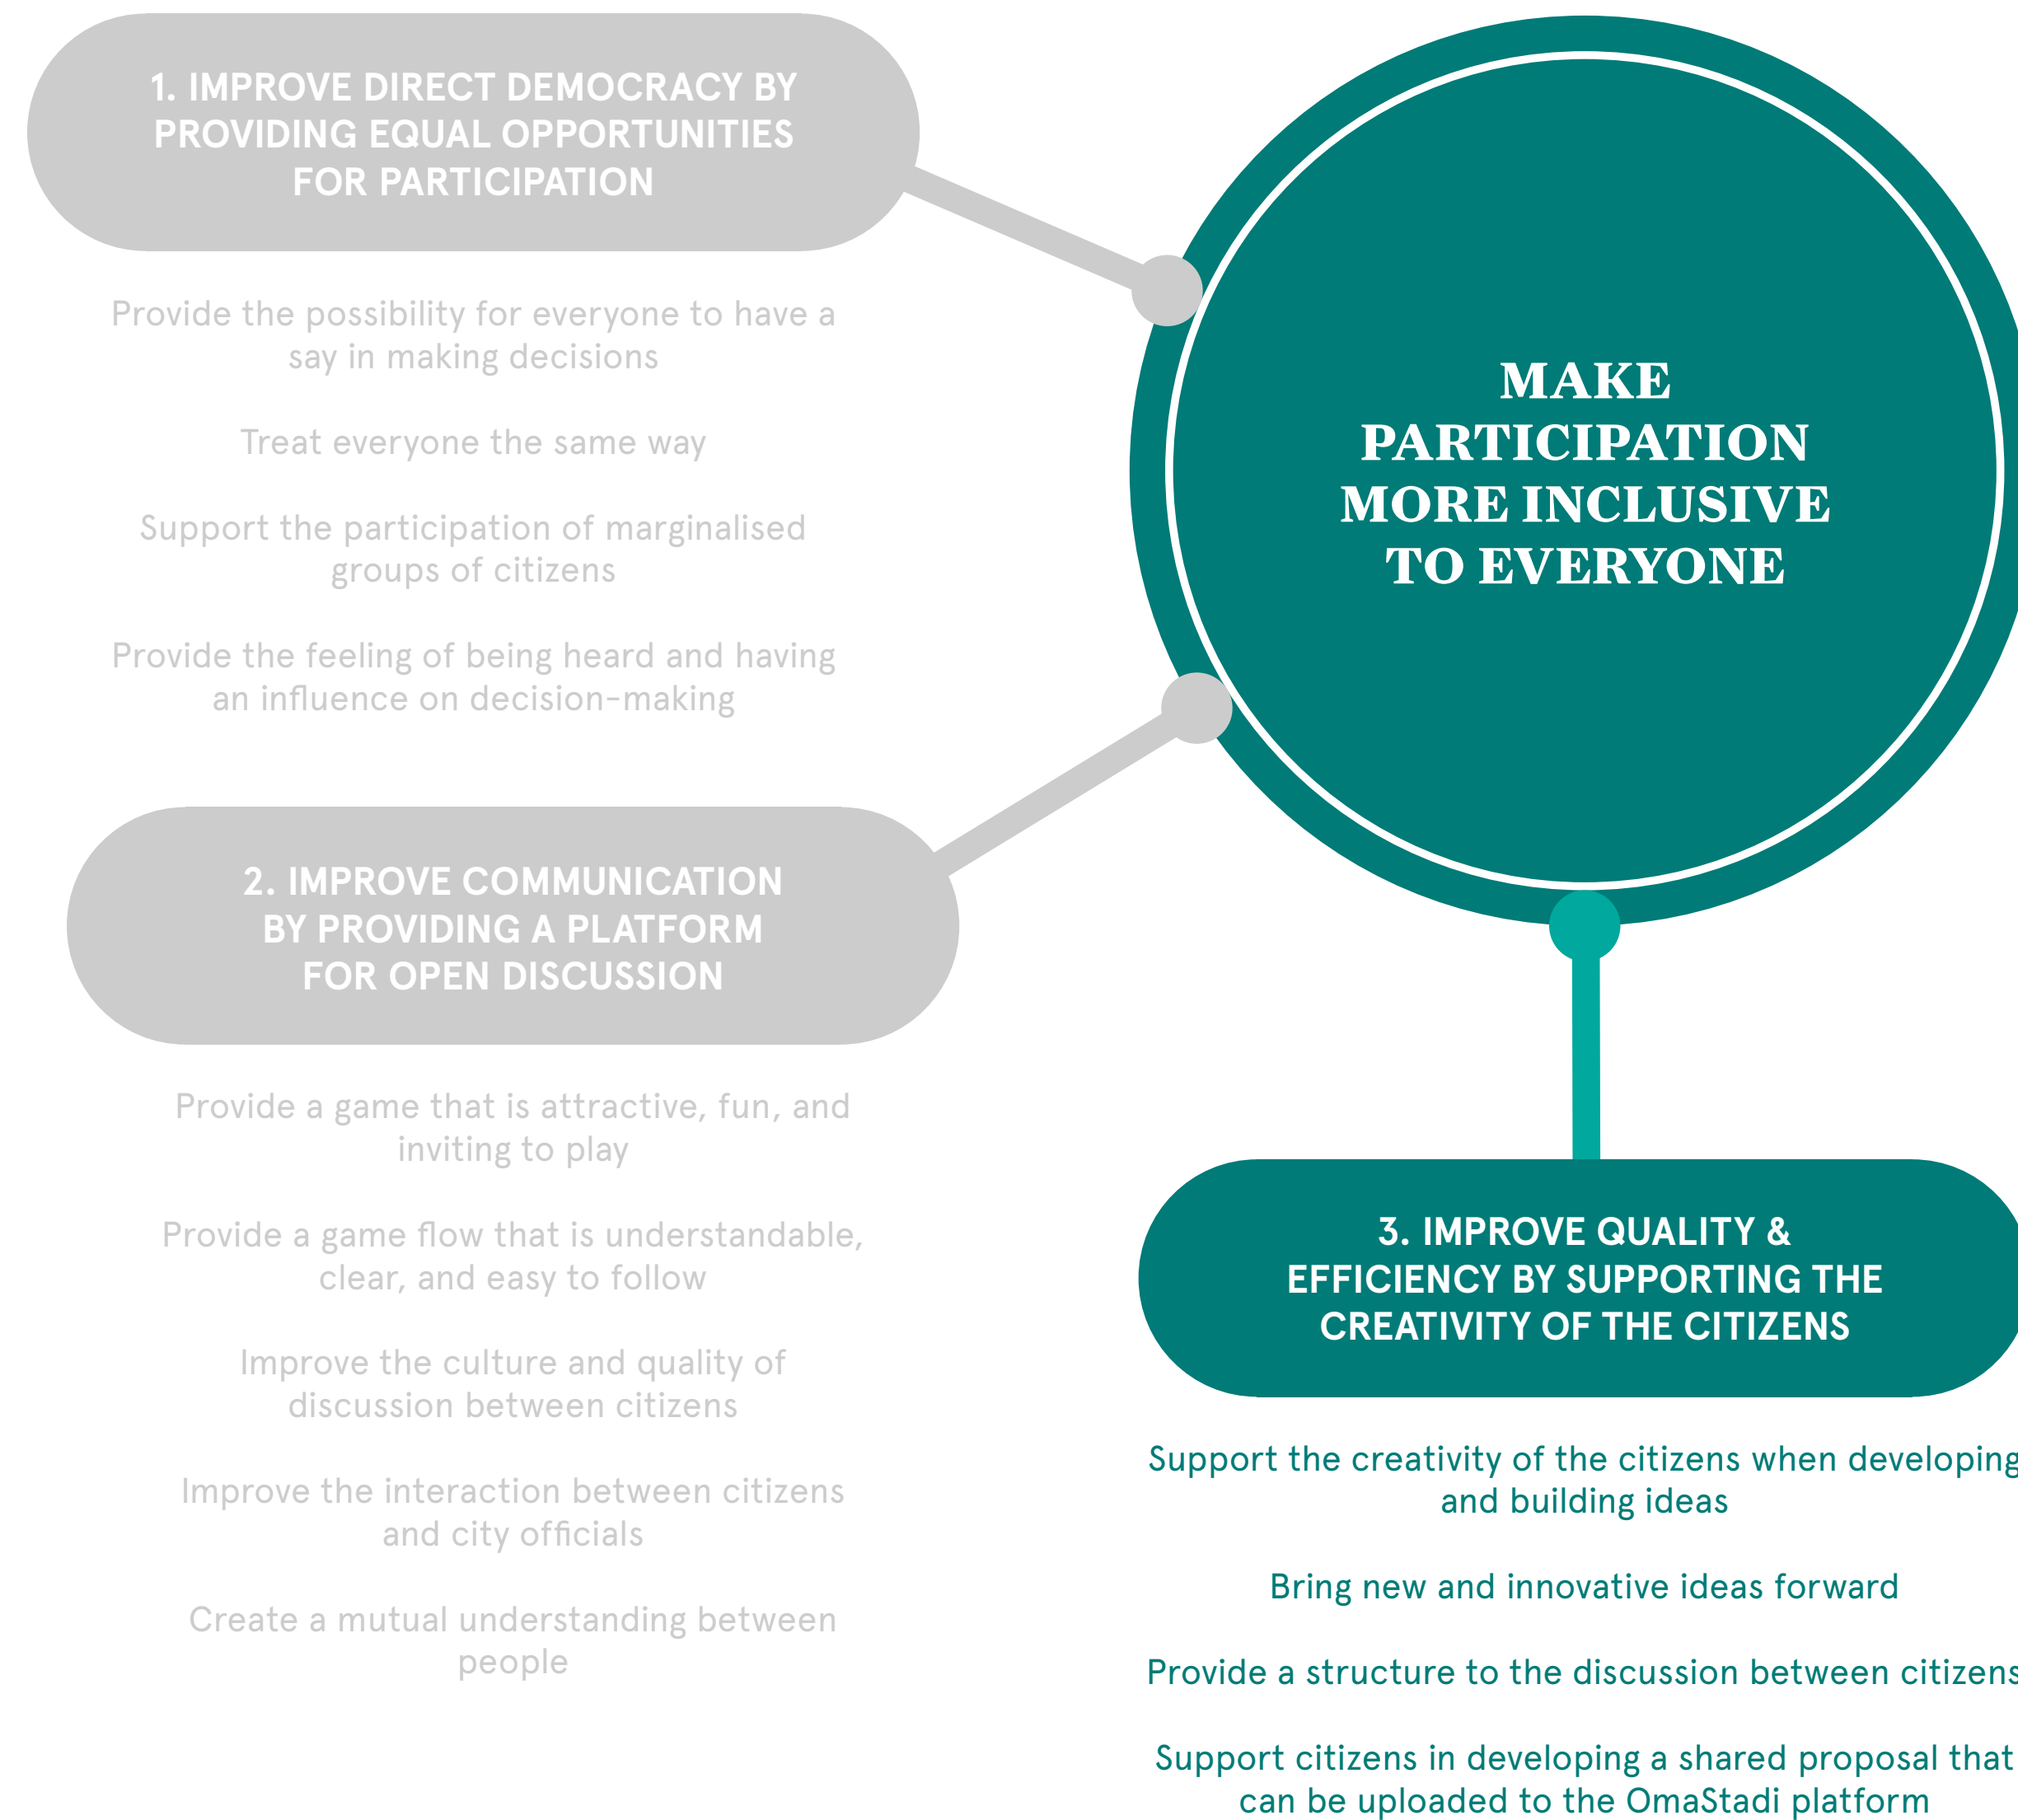 1. IMPROVE DIRECT DEMOCRACY BY
PROVIDING EQUAL OPPORTUNITIES
FOR PARTICIPATION
Provide the possibility for everyone to have a
say in making decisions
Treat everyone the same way
Support the participation of marginalised
groups of citizens
Provide the feeling of being heard and having
an influence on decision-making
MAKE
PARTICIPATION
MORE INCLUSIVE
TO EVERYONE
2. IMPROVE COMMUNICATION
BY PROVIDING A PLATFORM
FOR OPEN DISCUSSION
Provide a game that is attractive, fun, and
inviting to play
Provide a game flow that is understandable,
clear, and easy to follow
Improve the culture and quality of
discussion between citizens
Improve the interaction between citizens
and city officials
Create a mutual understanding between
people
3. IMPROVE QUALITY &
EFFICIENCY BY SUPPORTING THE
CREATIVITY OF THE CITIZENS
Support the creativity of the citizens when developing
and building ideas
Bring new and innovative ideas forward
Provide a structure to the discussion between citizens
Support citizens in developing a shared proposal that
can be uploaded to the OmaStadi platform